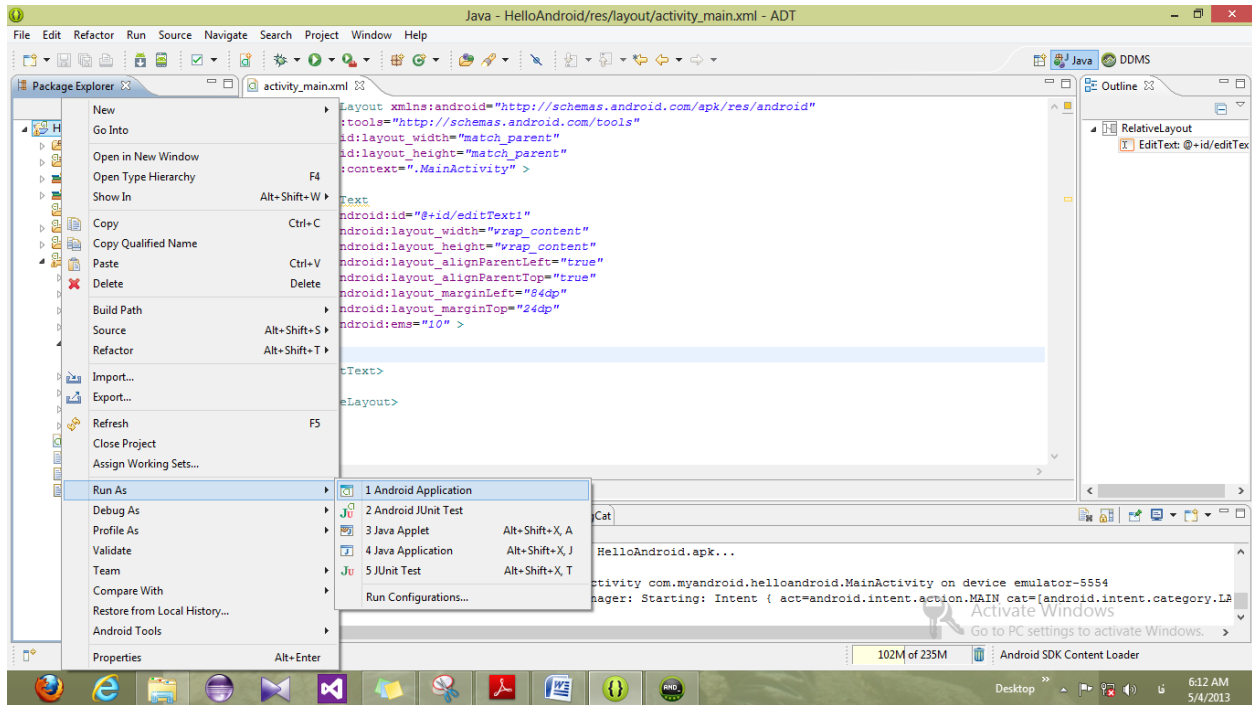 Java - HelloAndroid/res/layout/activity_main.xml - ADT
File Edit Refactor Run Source Navigate Search Project Window Help
Java DDMS
Package Explorer
activity_main.xml
Outline
H
New
Go Into
Open in New Window
Open Type Hierarchy F4
Show In Alt+Shift+W
Copy Ctrl+C
Copy Qualified Name
Paste Ctrl+V
Delete Delete
Build Path
Source Alt+Shift+S
Refactor Alt+Shift+T
Import...
Export...
Refresh F5
Close Project
Assign Working Sets...
Run As
Debug As
Profile As
Validate
Team
Compare With
Restore from Local History...
Android Tools
Properties Alt+Enter
1 Android Application
2 Android JUnit Test
3 Java Applet Alt+Shift+X, A
4 Java Application Alt+Shift+X, J
5 JUnit Test Alt+Shift+X, T
Run Configurations...
Layout xmlns:android="http://schemas.android.com/apk/res/android"
:tools="http://schemas.android.com/tools"
id:layout_width="match_parent"
id:layout_height="match_parent"
:context=".MainActivity" >
Text
ndroid:id="@+id/editText1"
ndroid:layout_width="wrap_content"
ndroid:layout_height="wrap_content"
ndroid:layout_alignParentLeft="true"
ndroid:layout_alignParentTop="true"
ndroid:layout_marginLeft="84dp"
ndroid:layout_marginTop="24dp"
ndroid:ems="10" >
tText>
eLayout>
RelativeLayout
EditText: @+id/editTex
gCat
HelloAndroid.apk...
ctivity com.myandroid.helloandroid.MainActivity on device emulator-5554
nager: Starting: Intent { act=android.intent.action.MAIN cat=[android.intent.category.LA
Activate Windows
Go to PC settings to activate Windows.
102M of 235M
Android SDK Content Loader
Desktop
فا
6:12 AM
5/4/2013